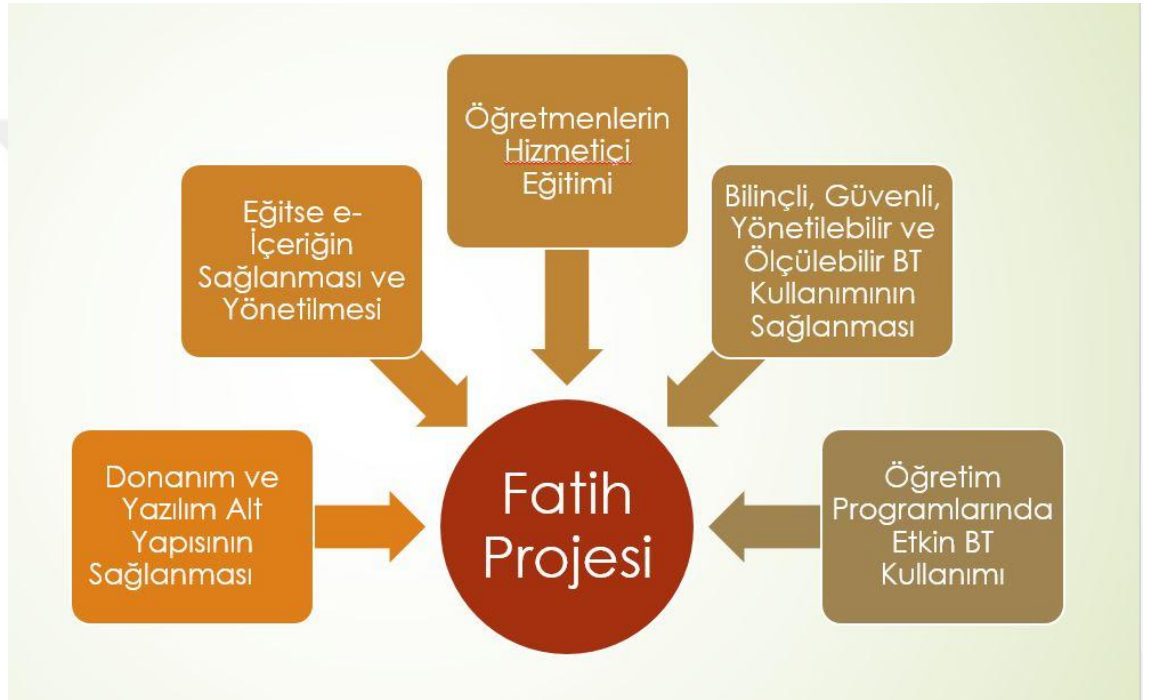 Öğretmenlerin
Hizmetiçi
Eğitimi
Eğitse e-
İçeriğin
Sağlanması ve
Yönetilmesi
Bilinçli, Güvenli,
Yönetilebilir ve
Ölçülebilir BT
Kullanımının
Sağlanması
Donanım ve
Yazılım Alt
Yapısının
Sağlanması
Fatih
Projesi
Öğretim
Programlarında
Etkin BT
Kullanımı